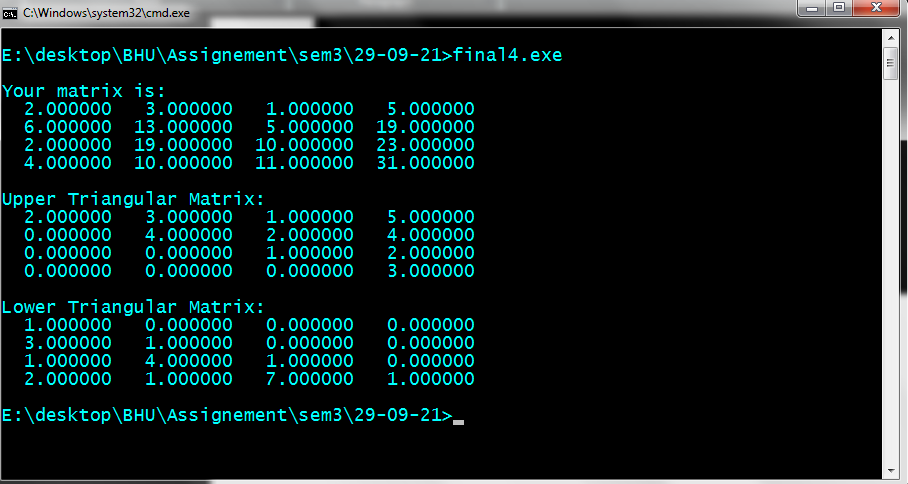 C:\Windows\system32\cmd.exe
E:\desktop\BHU\Assignement\sem3\29-09-21>final4.exe
Your matrix is:
2.000000 3.000000 1.000000 5.000000
6.000000 13.000000 5.000000 19.000000
2.000000 19.000000 10.000000 23.000000
4.000000 10.000000 11.000000 31.000000
Upper Triangular Matrix:
2.000000 3.000000 1.000000 5.000000
0.000000 4.000000 2.000000 4.000000
0.000000 0.000000 1.000000 2.000000
0.000000 0.000000 0.000000 3.000000
Lower Triangular Matrix:
1.000000 0.000000 0.000000 0.000000
3.000000 1.000000 0.000000 0.000000
1.000000 4.000000 1.000000 0.000000
2.000000 1.000000 7.000000 1.000000
E:\desktop\BHU\Assignement\sem3\29-09-21>